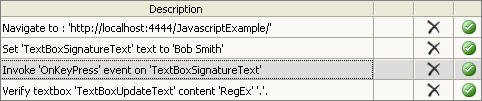 Description
Navigate to : 'http://localhost:4444/JavascriptExample/'
Set 'TextBoxSignatureText' text to 'Bob Smith'
Invoke 'OnKeyPress' event on 'TextBoxSignatureText'
Verify textbox 'TextBoxUpdateText' content 'RegEx' '.'.